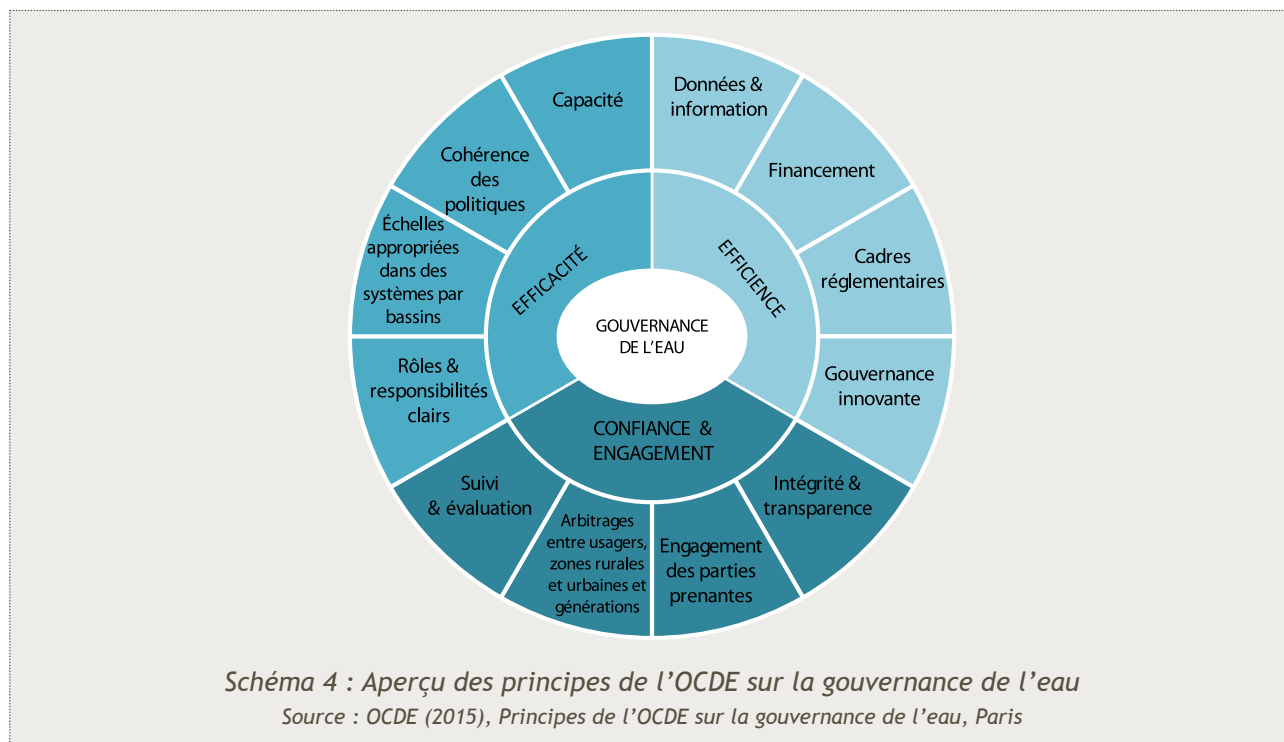 Capacité
Données &
information
Financement
Cadres
réglementaires
Gouvernance
innovante
Intégrité &
transparence
Engagement
des parties
prenantes
Arbitrages
entre usagers,
zones rurales
et urbaines et
générations
Suivi
& évaluation
Rôles &
responsabilités
clairs
Échelles
appropriées
dans des
systèmes par
bassins
Cohérence
des
politiques
EFFICACITÉ
EFFICIENCE
CONFIANCE &
ENGAGEMENT
GOUVERNANCE
DE L’EAU
Schéma 4 : Aperçu des principes de l’OCDE sur la gouvernance de l’eau
Source : OCDE (2015), Principes de l’OCDE sur la gouvernance de l’eau, Paris